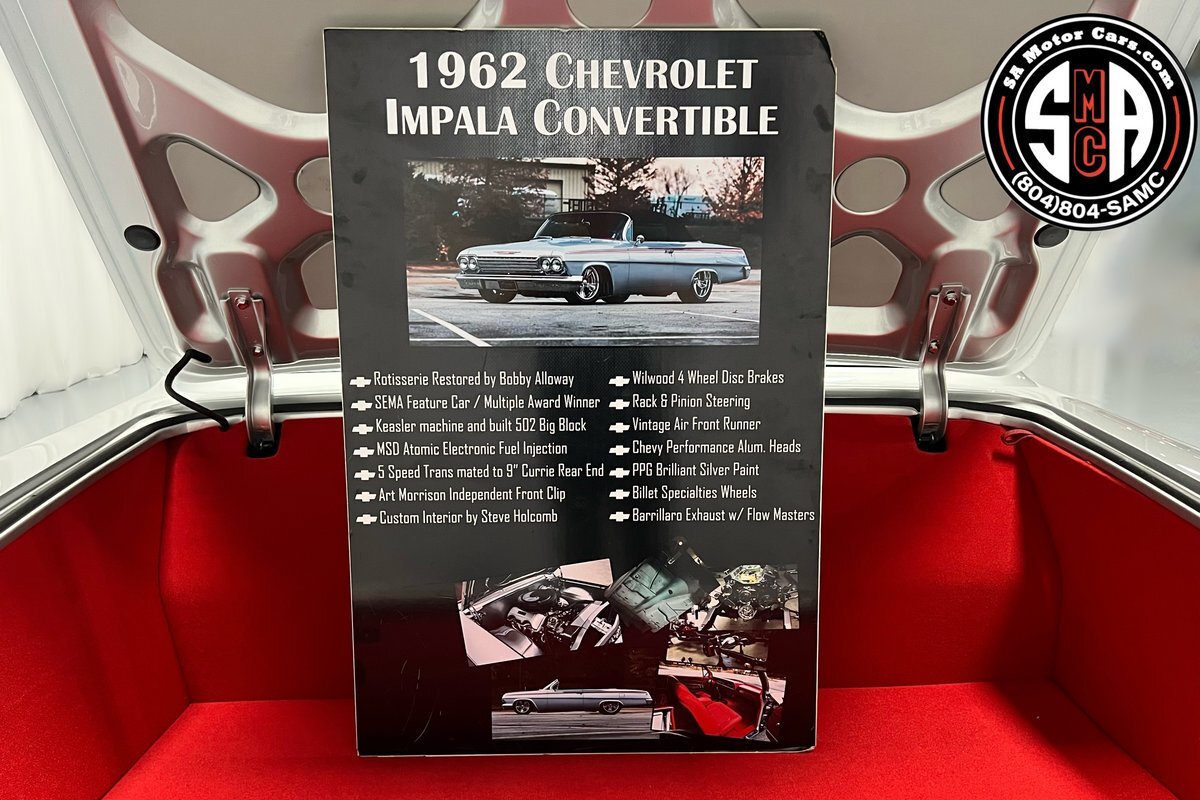 1962 Chevrolet
Impala Convertible
Rotisserie Restored by Bobby Alloway
SEMA Feature Car / Multiple Award Winner
Keasler machine and built 502 Big Block
MSD Atomic Electronic Fuel Injection
5 Speed Trans mated to 9" Currie Rear End
Art Morrison Independent Front Clip
Custom Interior by Steve Holcomb
Wilwood 4 Wheel Disc Brakes
Rack & Pinion Steering
Vintage Air Front Runner
Chevy Performance Alum. Heads
PPG Brilliant Silver Paint
Billet Specialties Wheels
Barrillaro Exhaust w/ Flow Masters
SA Motor Cars.com
SMCA
(804)804-SAMC